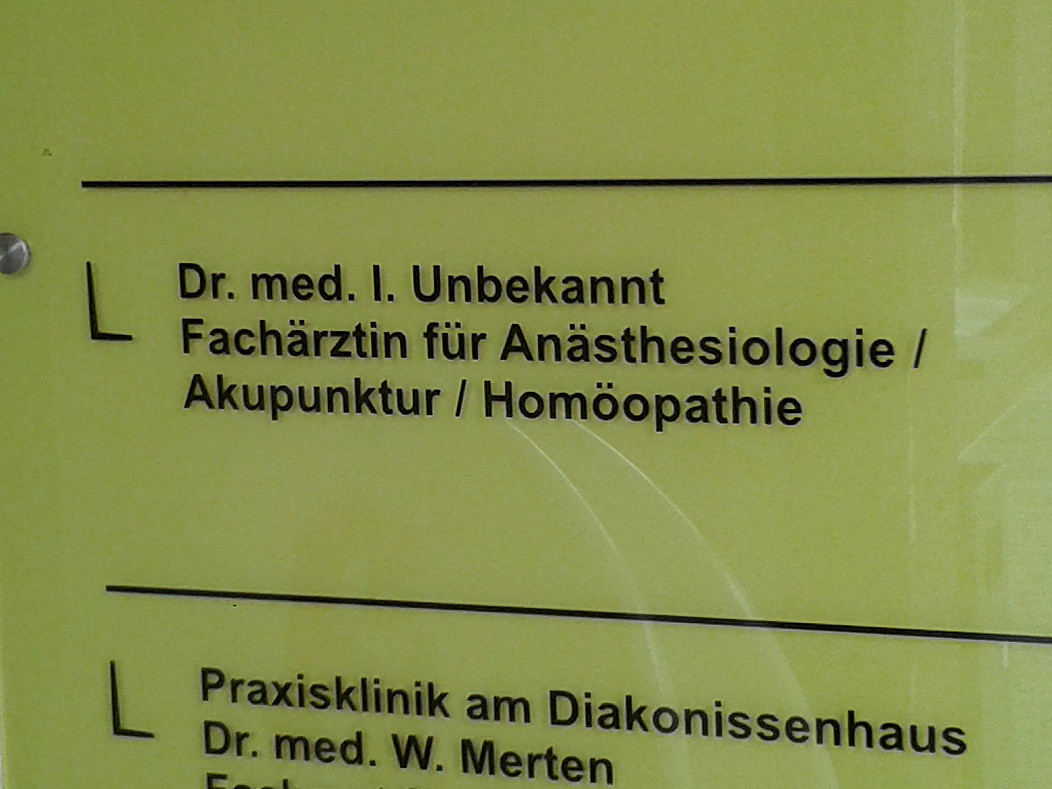 Dr. med. I. Unbekannt
Fachärztin für Anästhesiologie /
Akupunktur / Homöopathie
Praxisklinik am Diakonissenhaus
Dr. med. W. Merten